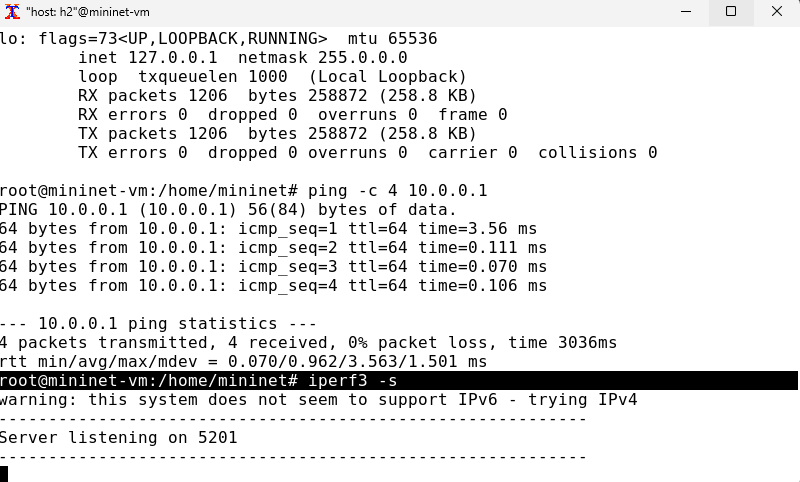 "host: h2"@mininet-vm
lo: flags=73<UP,LOOPBACK,RUNNING>  mtu 65536
        inet 127.0.0.1  netmask 255.0.0.0
        loop  txqueuelen 1000  (Local Loopback)
        RX packets 1206  bytes 258872 (258.8 KB)
        RX errors 0  dropped 0  overruns 0  frame 0
        TX packets 1206  bytes 258872 (258.8 KB)
        TX errors 0  dropped 0 overruns 0  carrier 0  collisions 0

root@mininet-vm:/home/mininet# ping -c 4 10.0.0.1
PING 10.0.0.1 (10.0.0.1) 56(84) bytes of data.
64 bytes from 10.0.0.1: icmp_seq=1 ttl=64 time=3.56 ms
64 bytes from 10.0.0.1: icmp_seq=2 ttl=64 time=0.111 ms
64 bytes from 10.0.0.1: icmp_seq=3 ttl=64 time=0.070 ms
64 bytes from 10.0.0.1: icmp_seq=4 ttl=64 time=0.106 ms

--- 10.0.0.1 ping statistics ---
4 packets transmitted, 4 received, 0% packet loss, time 3036ms
rtt min/avg/max/mdev = 0.070/0.962/3.563/1.501 ms
root@mininet-vm:/home/mininet# iperf3 -s
warning: this system does not seem to support IPv6 - trying IPv4
-----------------------------------------------------------
Server listening on 5201
-----------------------------------------------------------